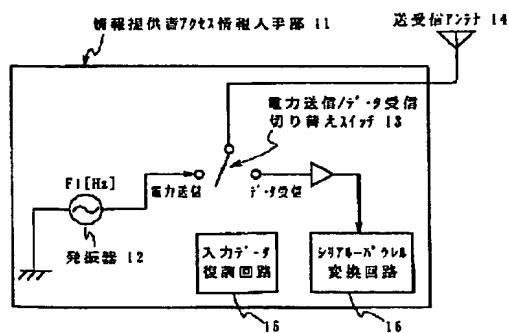 情報提供者アクセス情報入手部 11
送受信アンテナ 14
電力送信/データ受信
切り替えスイッチ 13
F1[Hz]
電力送信
データ受信
発振器 12
入力データ
復調回路
シリアル-パラレル
変換回路
15
16